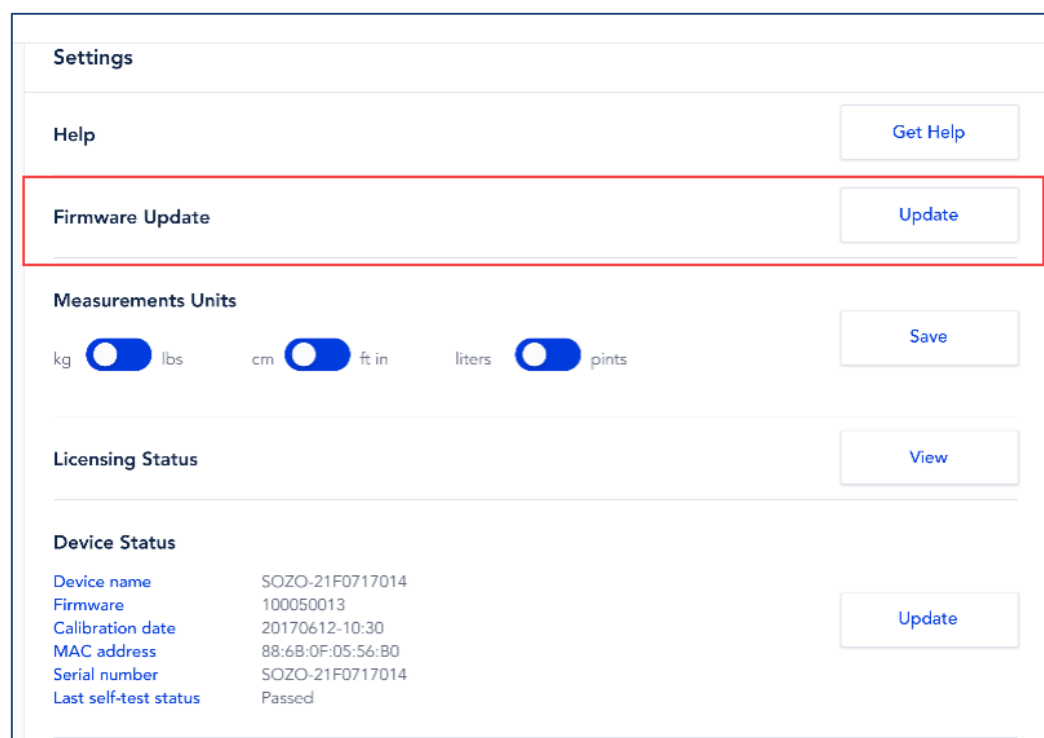 Settings
Help
Get Help
Firmware Update
Update
Measurements Units
kg lbs cm ft in liters pints
Save
Licensing Status
View
Device Status
Device name SOZO-21F0717014
Firmware 100050013
Calibration date 20170612-10:30
MAC address 88:6B:0F:05:56:B0
Serial number SOZO-21F0717014
Last self-test status Passed
Update